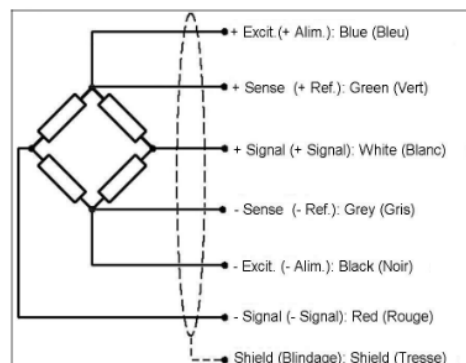 + Excit.(+ Alim.): Blue (Bleu)
+ Sense (+ Ref.): Green (Vert)
+ Signal (+ Signal): White (Blanc)
- Sense (- Ref.): Grey (Gris)
- Excit. (- Alim.): Black (Noir)
- Signal (- Signal): Red (Rouge)
Shield (Blindage): Shield (Tresse)